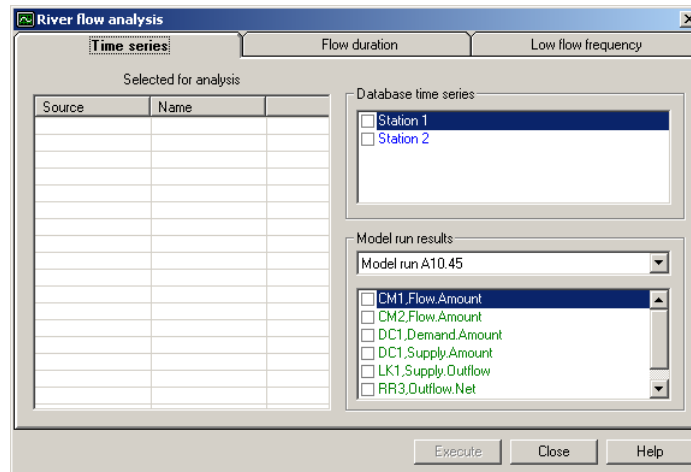 River flow analysis
Time series
Flow duration
Low flow frequency
Selected for analysis
Source Name
Database time series
Station 1
Station 2
Model run results
Model run A10.45
CM1,Flow.Amount
CM2,Flow.Amount
DC1,Demand.Amount
DC1,Supply.Amount
LK1,Supply.Outflow
RR3,Outflow.Net
Execute Close Help